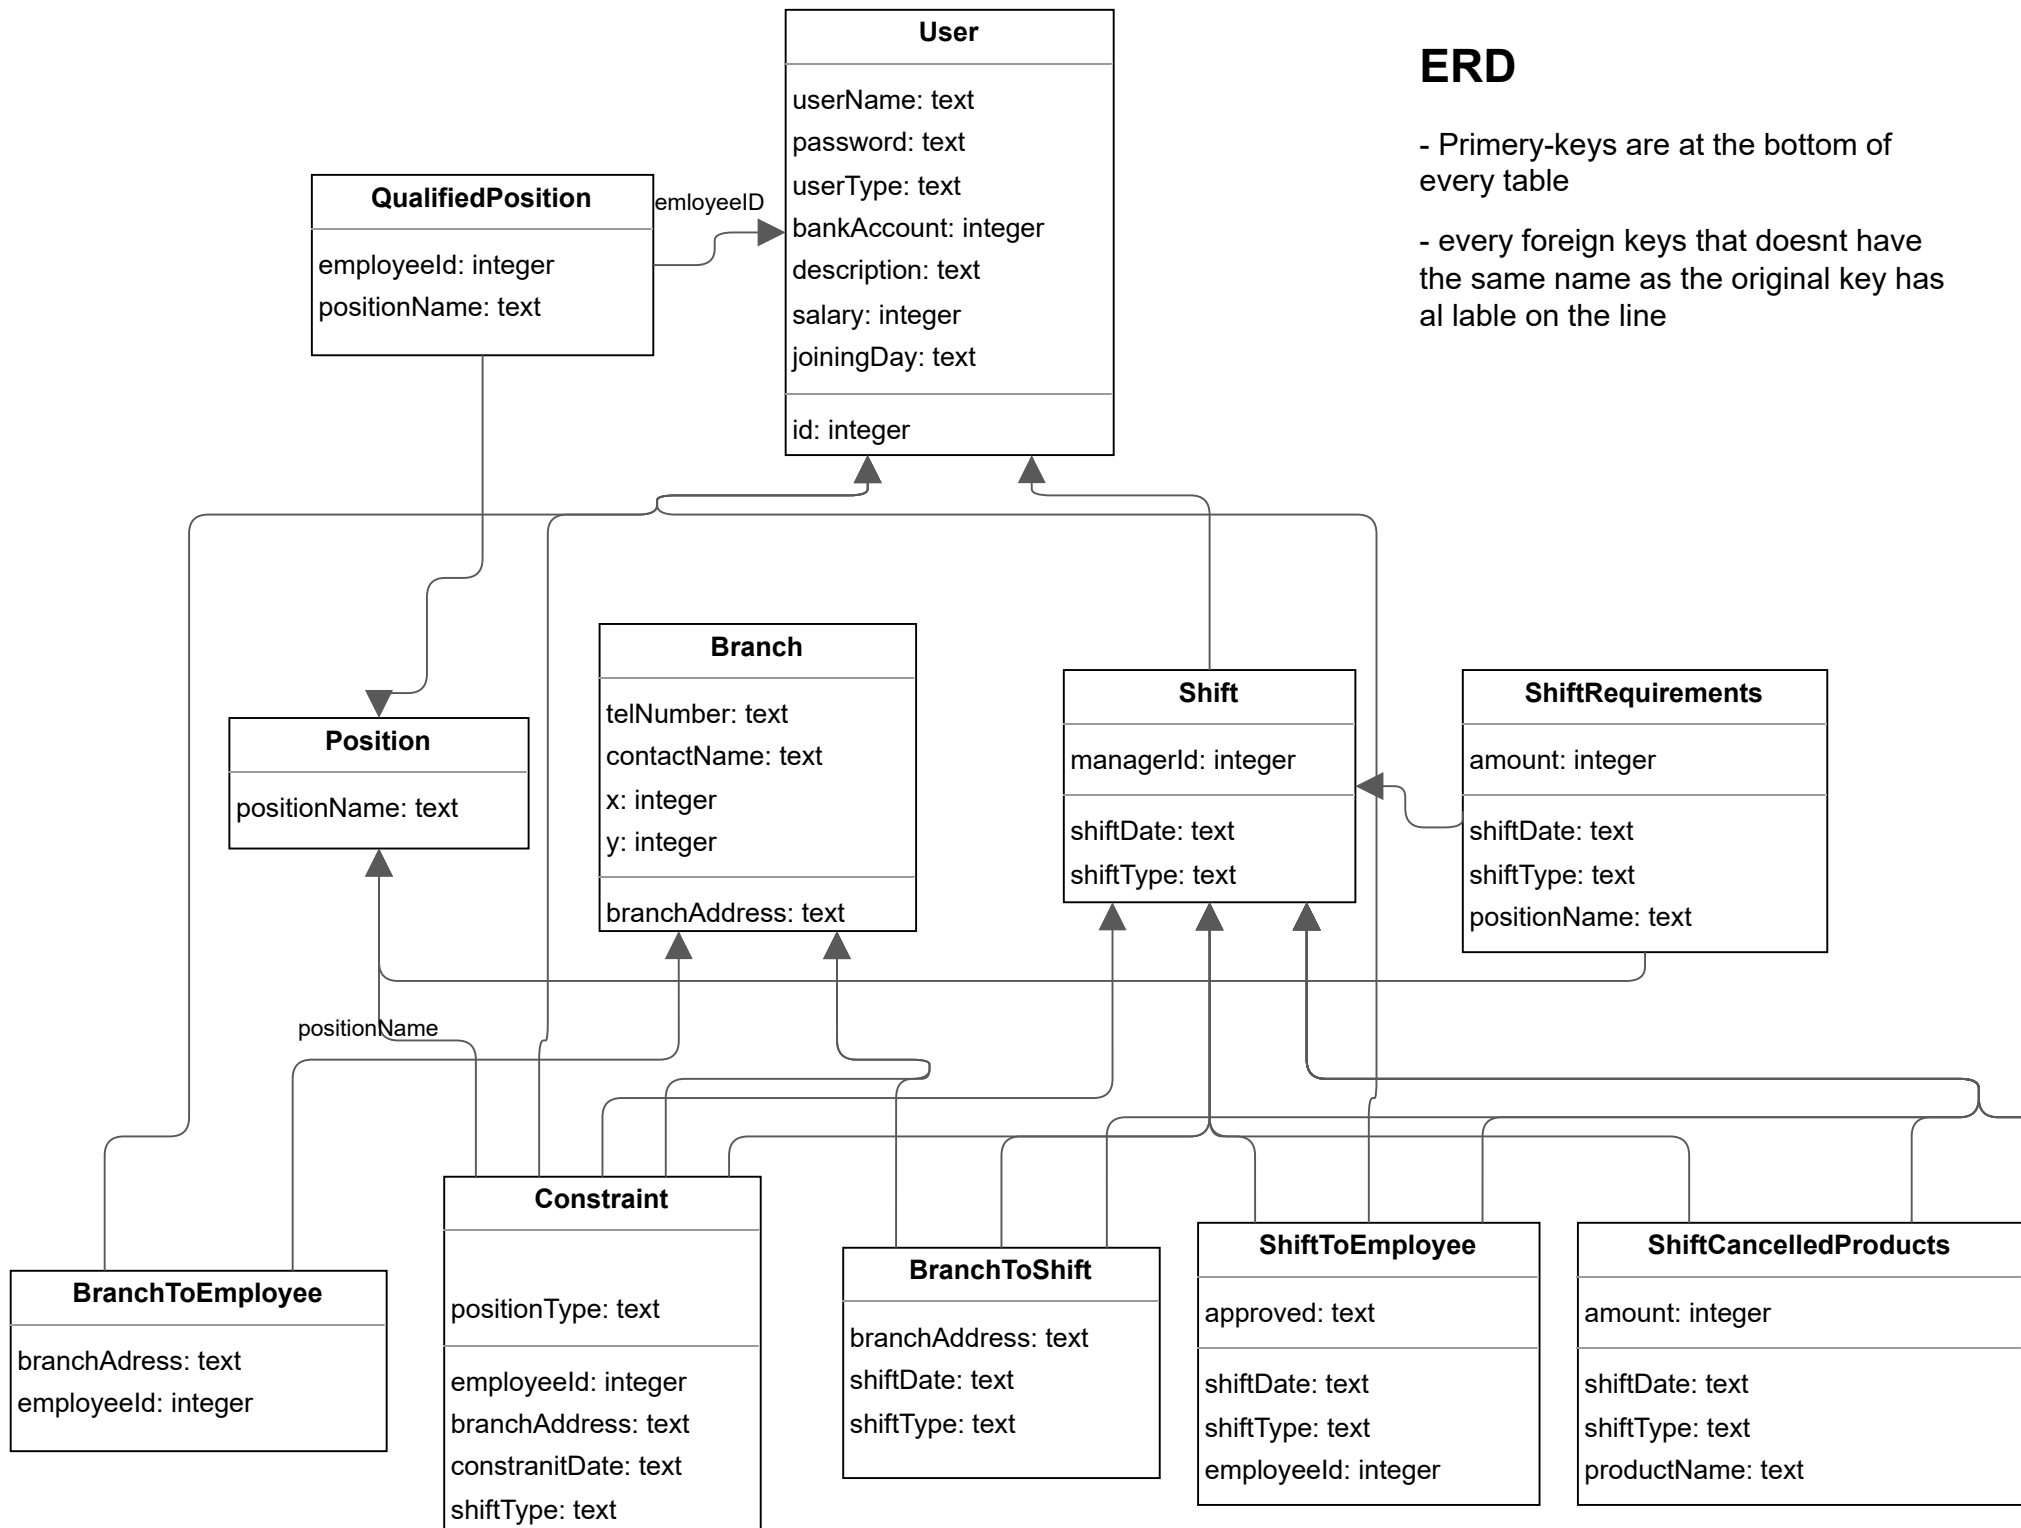 User
userName: text
password: text
userType: text
bankAccount: integer
description: text
salary: integer
joiningDay: text
id: integer
ERD
- Primery-keys are at the bottom of
every table
- every foreign keys that doesnt have
the same name as the original key has
al lable on the line
QualifiedPosition
employeeId: integer
positionName: text
emloyeeID
Branch
telNumber: text
contactName: text
x: integer
y: integer
branchAddress: text
Shift
managerId: integer
shiftDate: text
shiftType: text
ShiftRequirements
amount: integer
shiftDate: text
shiftType: text
positionName: text
Position
positionName: text
positionName
BranchToEmployee
branchAdress: text
employeeId: integer
Constraint
positionType: text
employeeId: integer
branchAddress: text
constranitDate: text
shiftType: text
BranchToShift
branchAddress: text
shiftDate: text
shiftType: text
ShiftToEmployee
approved: text
shiftDate: text
shiftType: text
employeeId: integer
ShiftCancelledProducts
amount: integer
shiftDate: text
shiftType: text
productName: text